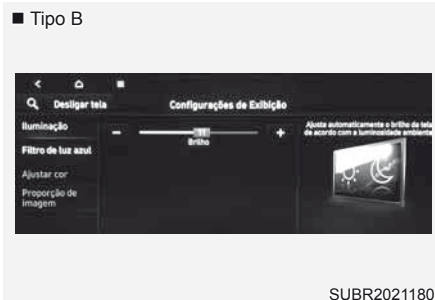 ■ Tipo B
Desligar tela
Configurações de Exibição
Iluminação
Filtro de luz azul
Ajustar cor
Proporção de
imagem
- 11 +
Brilho
Ajusta automaticamente o brilho da tela
de acordo com a luminosidade ambiente
SUBR2021180